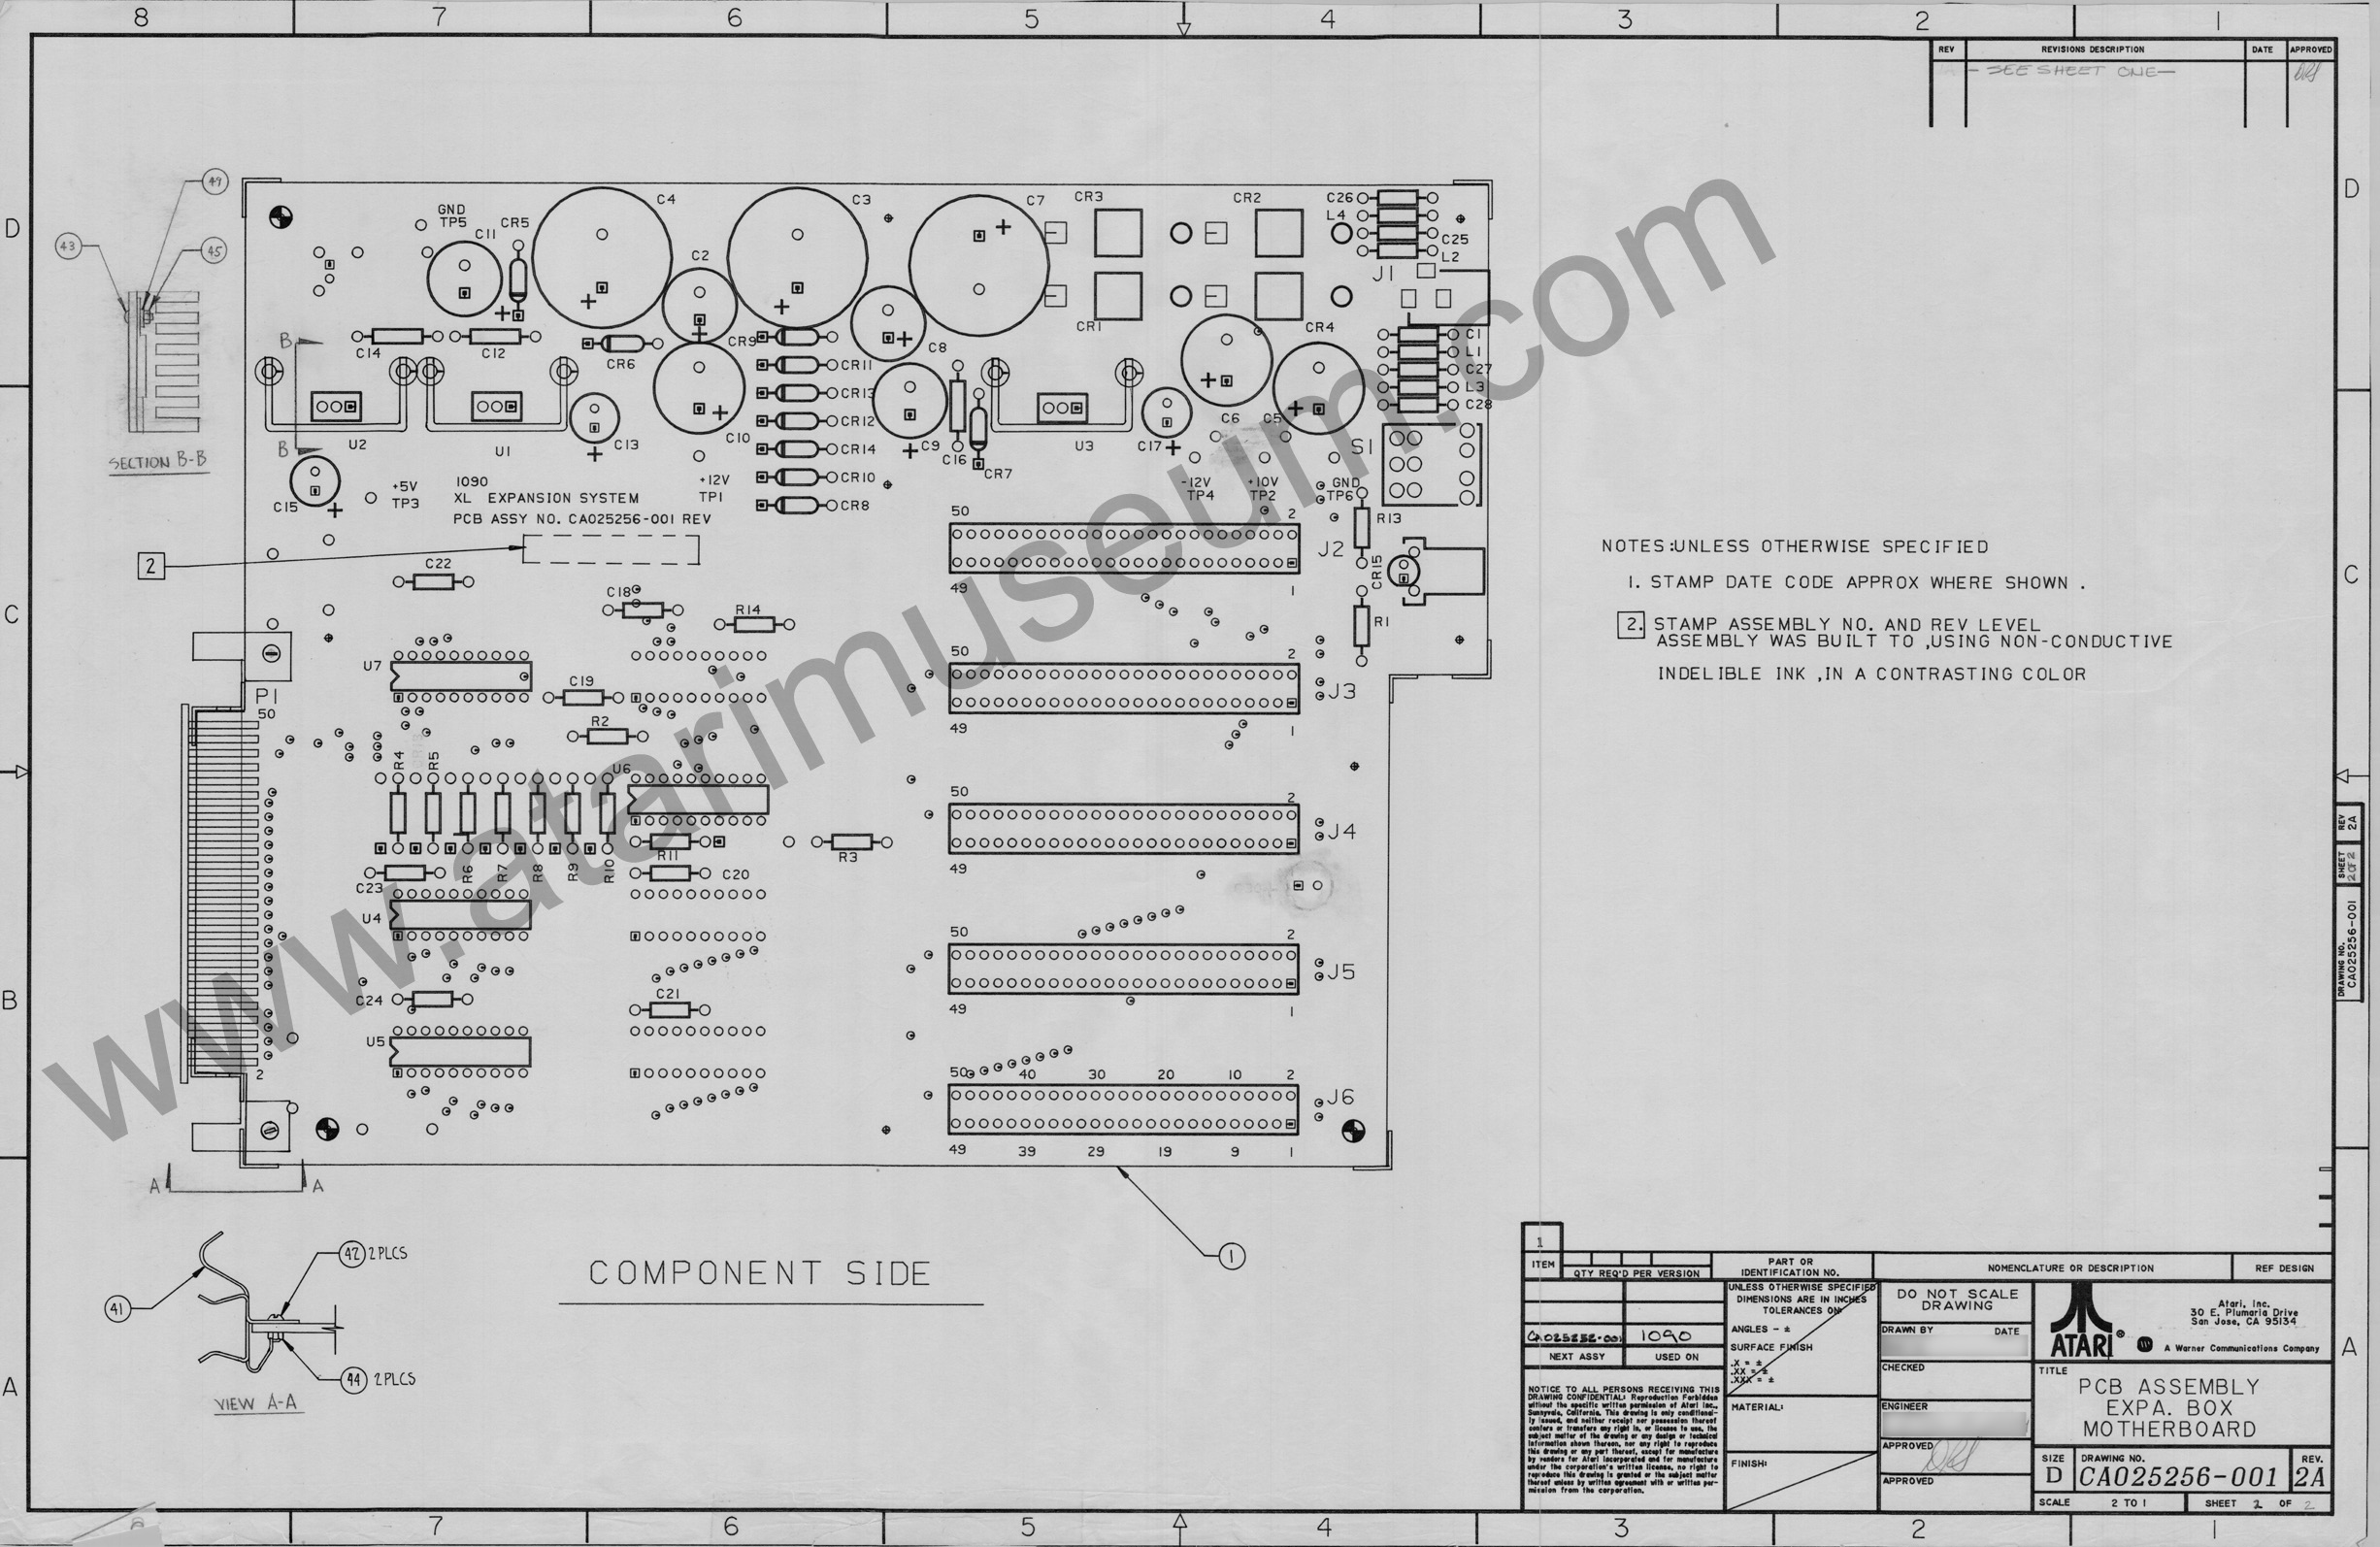 8 7 6 5 4 3 2 1
REV REVISIONS DESCRIPTION DATE APPROVED
- SEE SHEET ONE -
D D
49
43
45
SECTION B-B
B
B
GND
TP5
C11
CR5
C4
C2
C3
C7
CR3
CR2
C26
L4
C25
L2
J1
C14
C12
CR6
CR9
C8
CR1
CR4
C1
L1
C27
L3
C28
CR11
CR13
CR12
CR14
CR10
CR8
U2
U1
C13
C10
C9
C16
CR7
U3
C17
C6
C5
S1
C15
+5V
TP3
1090
XL EXPANSION SYSTEM
PCB ASSY NO. CA025256-001 REV
+12V
TP1
-12V
TP4
+10V
TP2
GND
TP6
R13
50 2
J2
49 1
CR15
R1
2
C22
C18
R14
C C
U7
C19
R2
50 2
J3
49 1
P1
50
2
R4
R5
U6
R6
R7
R8
R9
R10
R11
R3
50 2
J4
49 1
C23
C20
U4
C24
C21
50 2
J5
49 1
U5
50 40 30 20 10 2
J6
49 39 29 19 9 1
B
A A
1
COMPONENT SIDE
41
42 2 PLCS
44 2 PLCS
VIEW A-A
NOTES:UNLESS OTHERWISE SPECIFIED
1. STAMP DATE CODE APPROX WHERE SHOWN .
2. STAMP ASSEMBLY NO. AND REV LEVEL
ASSEMBLY WAS BUILT TO ,USING NON-CONDUCTIVE
INDELIBLE INK ,IN A CONTRASTING COLOR
REV 2A
SHEET 2 OF 2
DRAWING NO. CA025256-001
www.atarimuseum.com
1
ITEM QTY REQ'D PER VERSION PART OR IDENTIFICATION NO. NOMENCLATURE OR DESCRIPTION REF DESIGN
CA025252-001 1090
NEXT ASSY USED ON
NOTICE TO ALL PERSONS RECEIVING THIS
DRAWING CONFIDENTIAL: Reproduction Forbidden
without the specific written permission of Atari Inc.,
Sunnyvale, California. This drawing is only conditional-
ly issued, and neither receipt nor possession thereof
confers or transfers any right in, or license to use, the
subject matter of the drawing or any design or technical
information shown thereon, nor any right to reproduce
this drawing or any part thereof, except for manufacture
by vendors for Atari Incorporated and for manufacture
under the corporation's written license, no right to
reproduce this drawing is granted or the subject matter
thereof unless by written agreement with or written per-
mission from the corporation.
UNLESS OTHERWISE SPECIFIED
DIMENSIONS ARE IN INCHES
TOLERANCES ON:
ANGLES - ±
SURFACE FINISH
.X = ±
.XX = ±
.XXX = ±
MATERIAL:
FINISH:
DO NOT SCALE
DRAWING
DRAWN BY DATE
CHECKED
ENGINEER
APPROVED
APPROVED
ATARI®
Atari, Inc.
30 E. Plumaria Drive
San Jose, CA 95134
A Warner Communications Company
TITLE
PCB ASSEMBLY
EXPA. BOX
MOTHERBOARD
SIZE D DRAWING NO. CA025256-001 REV. 2A
SCALE 2 TO 1 SHEET 2 OF 2
A A
8 7 6 5 4 3 2 1